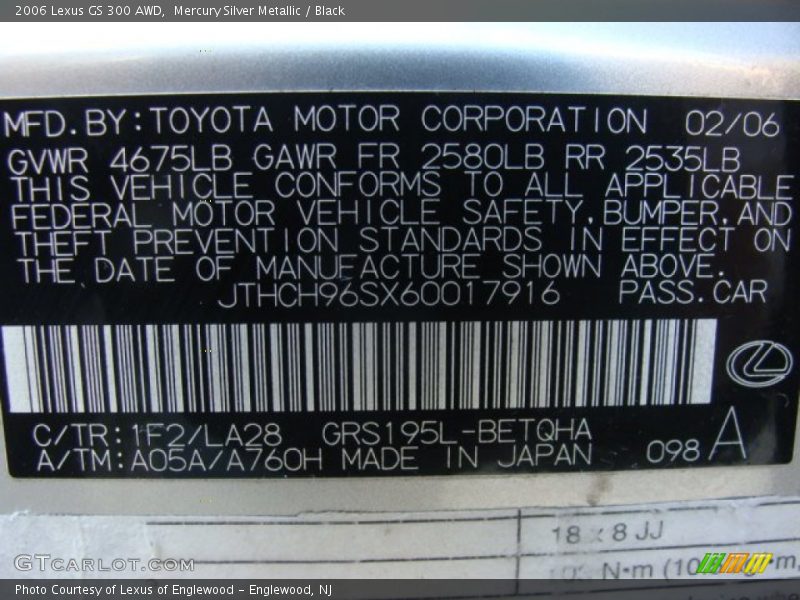 2006 Lexus GS 300 AWD,  Mercury Silver Metallic / Black
MFD. BY: TOYOTA MOTOR CORPORATION 02/06
GVWR 4675LB GAWR FR 2580LB RR 2535LB
THIS VEHICLE CONFORMS TO ALL APPLICABLE
FEDERAL MOTOR VEHICLE SAFETY, BUMPER, AND
THEFT PREVENTION STANDARDS IN EFFECT ON
THE DATE OF MANUFACTURE SHOWN ABOVE.
JTHCH96SX60017916 PASS. CAR
C/TR: 1F2/LA28 GRS195L-BETQHA
A/TM: A05A/A760H MADE IN JAPAN 098 A
18 x 8 JJ
N•m
GTCARLOT.COM
Photo Courtesy of Lexus of Englewood – Englewood, NJ